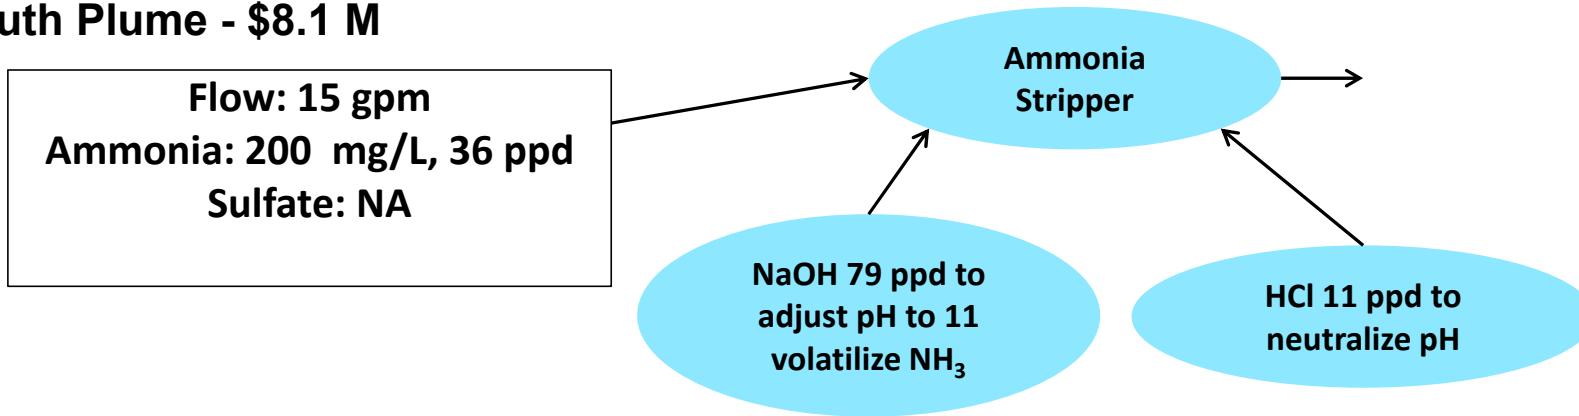 uth Plume - $8.1 M
Flow: 15 gpm
Ammonia: 200 mg/L, 36 ppd
Sulfate: NA
Ammonia
Stripper
NaOH 79 ppd to
adjust pH to 11
volatilize NH₃
HCl 11 ppd to
neutralize pH